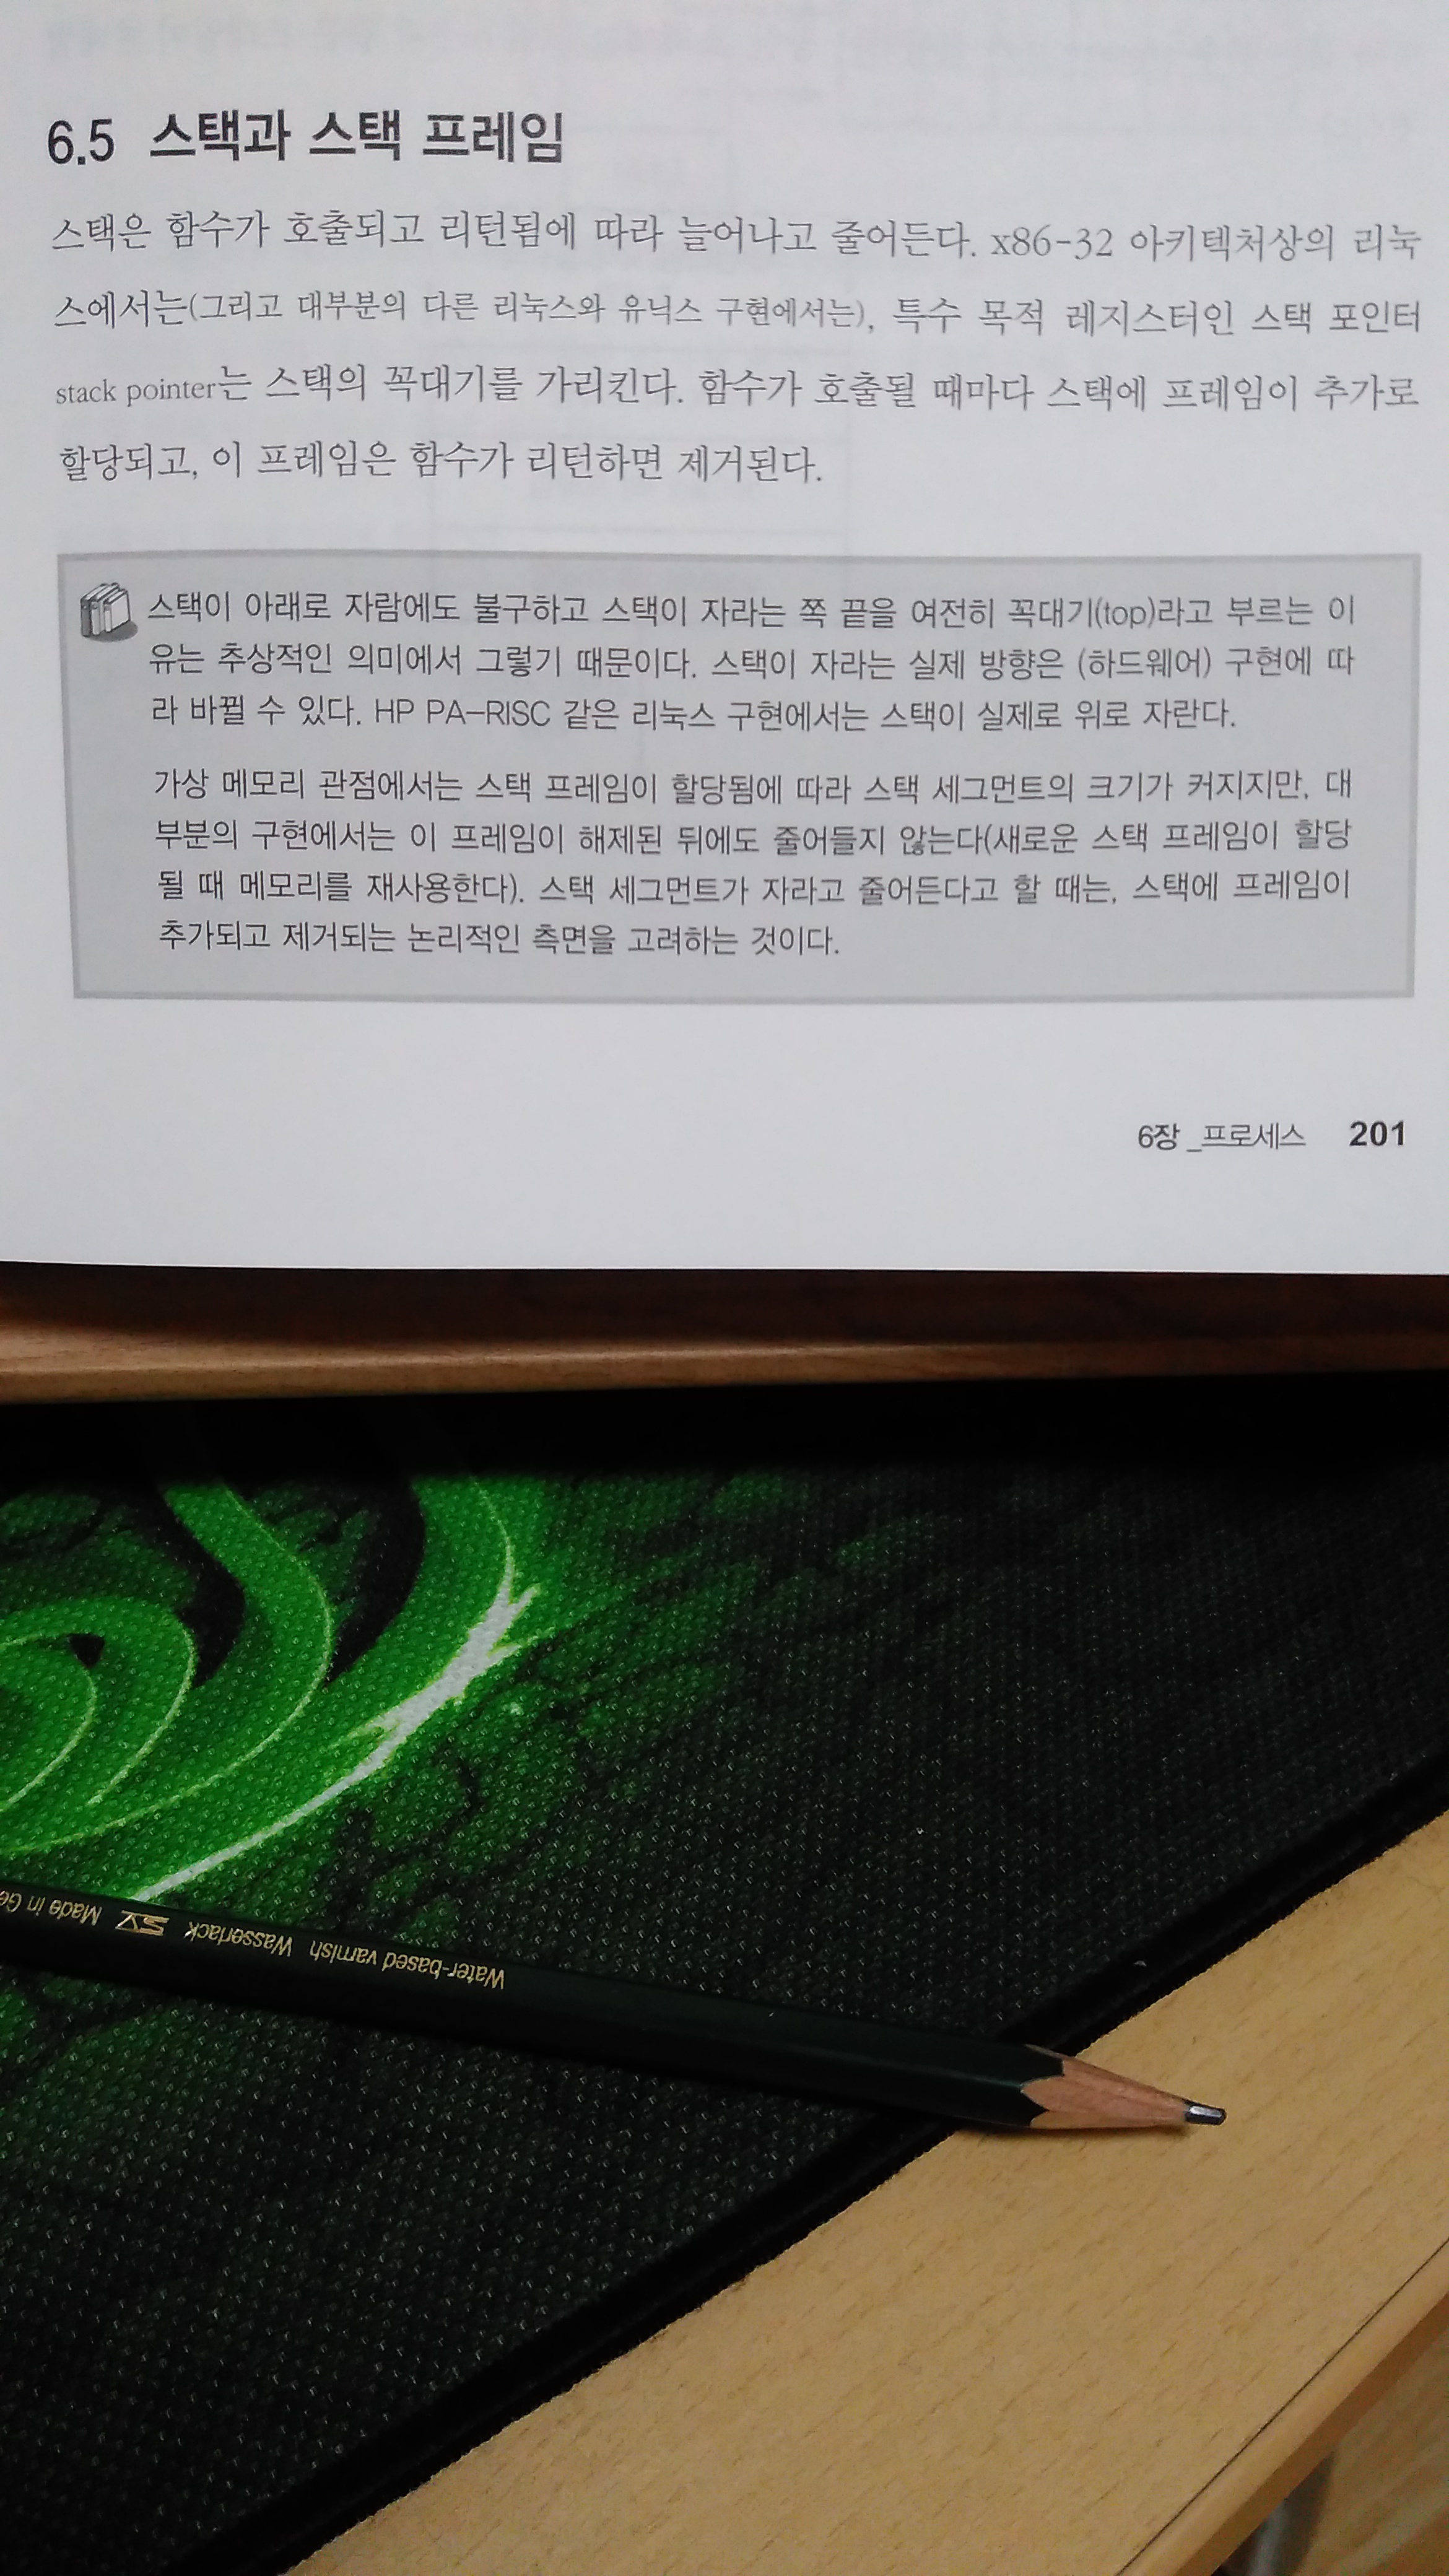 6.5 스택과 스택 프레임
스택은 함수가 호출되고 리턴됨에 따라 늘어나고 줄어든다. x86-32 아키텍처상의 리눅
스에서는(그리고 대부분의 다른 리눅스와 유닉스 구현에서는), 특수 목적 레지스터인 스택 포인터
stack pointer는 스택의 꼭대기를 가리킨다. 함수가 호출될 때마다 스택에 프레임이 추가로
할당되고, 이 프레임은 함수가 리턴하면 제거된다.
스택이 아래로 자람에도 불구하고 스택이 자라는 쪽 끝을 여전히 꼭대기(top)라고 부르는 이
유는 추상적인 의미에서 그렇기 때문이다. 스택이 자라는 실제 방향은 (하드웨어) 구현에 따
라 바뀔 수 있다. HP PA-RISC 같은 리눅스 구현에서는 스택이 실제로 위로 자란다.
가상 메모리 관점에서는 스택 프레임이 할당됨에 따라 스택 세그먼트의 크기가 커지지만, 대
부분의 구현에서는 이 프레임이 해제된 뒤에도 줄어들지 않는다(새로운 스택 프레임이 할당
될 때 메모리를 재사용한다). 스택 세그먼트가 자라고 줄어든다고 할 때는, 스택에 프레임이
추가되고 제거되는 논리적인 측면을 고려하는 것이다.
6장 _프로세스 201
Water-based varnish Wasserlack SV Made in Ge